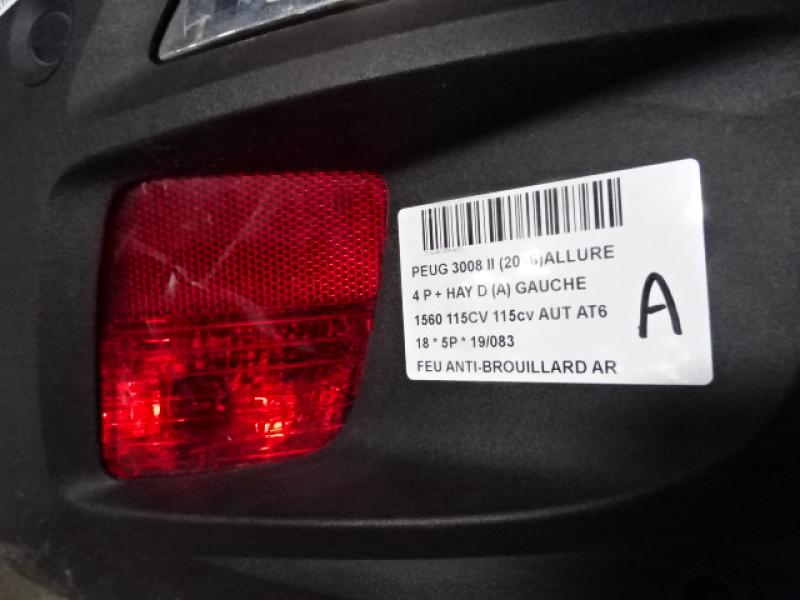 PEUG 3008 II (20 6)ALLURE
4 P + HAY D (A) GAUCHE
1560 115CV 115cv AUT AT6
18 * 5P * 19/083
FEU ANTI-BROUILLARD AR
A